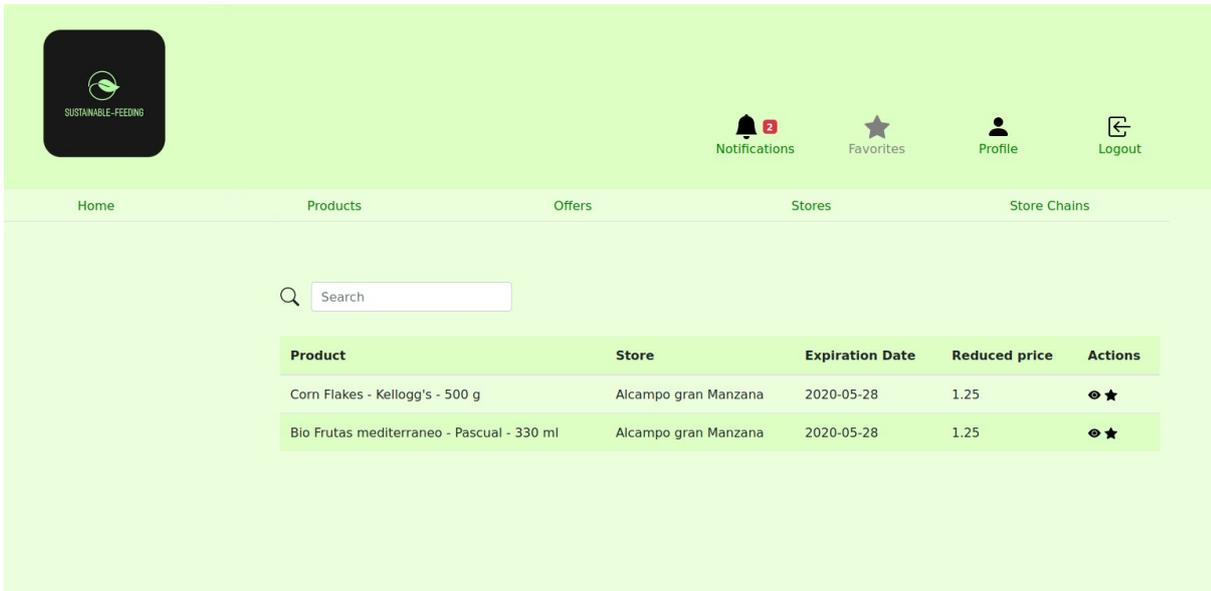 SUSTAINABLE-FEEDING
2
Notifications Favorites Profile Logout
Home Products Offers Stores Store Chains
Search
Product Store Expiration Date Reduced price Actions
Corn Flakes - Kellogg's - 500 g Alcampo gran Manzana 2020-05-28 1.25
Bio Frutas mediterraneo - Pascual - 330 ml Alcampo gran Manzana 2020-05-28 1.25